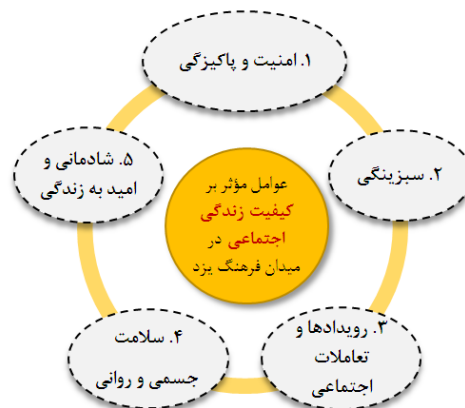 ۱. امنیت و پاکیزگی
۲. سبزینگی
۳. رویدادها و
تعاملات
اجتماعی
۴. سلامت
جسمی و روانی
۵. شادمانی و
امید به زندگی
عوامل مؤثر بر
کیفیت زندگی
اجتماعی در
میدان فرهنگ یزد